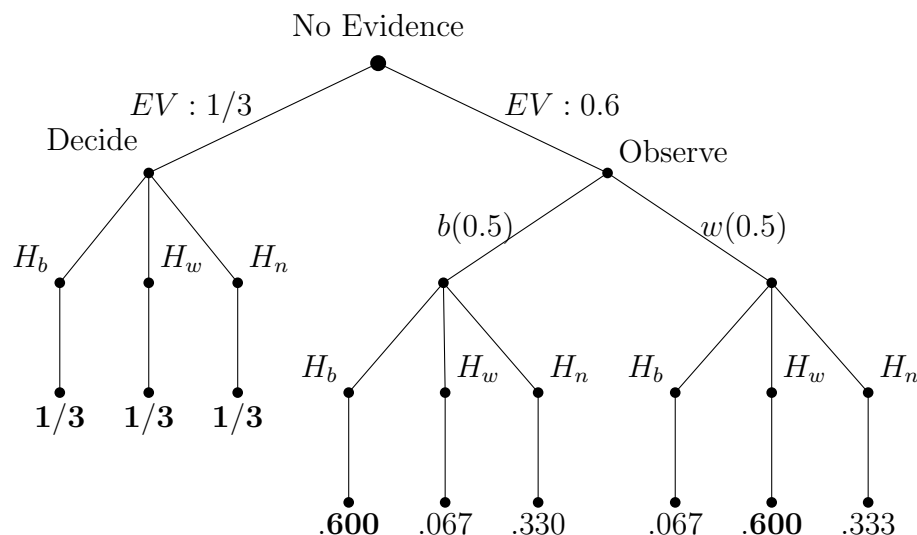 No Evidence
EV : 1/3 EV : 0.6
Decide Observe
b(0.5) w(0.5)
H_b H_w H_n
H_b H_w H_n H_b H_w H_n
1/3 1/3 1/3
.600 .067 .330 .067 .600 .333